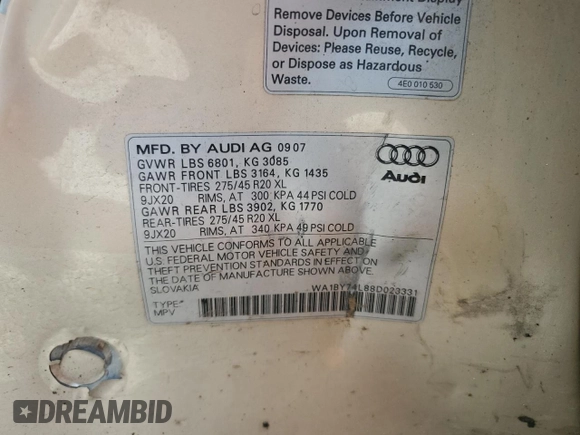 Remove Devices Before Vehicle
Disposal. Upon Removal of
Devices: Please Reuse, Recycle,
or Dispose as Hazardous
Waste.
4E0 010 530
MFD. BY AUDI AG 09 07
GVWR LBS 6801, KG 3085
GAWR FRONT LBS 3164, KG 1435
FRONT-TIRES 275/45 R20 XL
9JX20 RIMS, AT 300 KPA 44 PSI COLD
GAWR REAR LBS 3902, KG 1770
REAR-TIRES 275/45 R20 XL
9JX20 RIMS, AT 340 KPA 49 PSI COLD
Audi
THIS VEHICLE CONFORMS TO ALL APPLICABLE
U.S. FEDERAL MOTOR VEHICLE SAFETY AND
THEFT PREVENTION STANDARDS IN EFFECT ON
THE DATE OF MANUFACTURE SHOWN ABOVE.
SLOVAKIA
WA1BY74L88D023331
TYPE:
MPV
DREAMBID